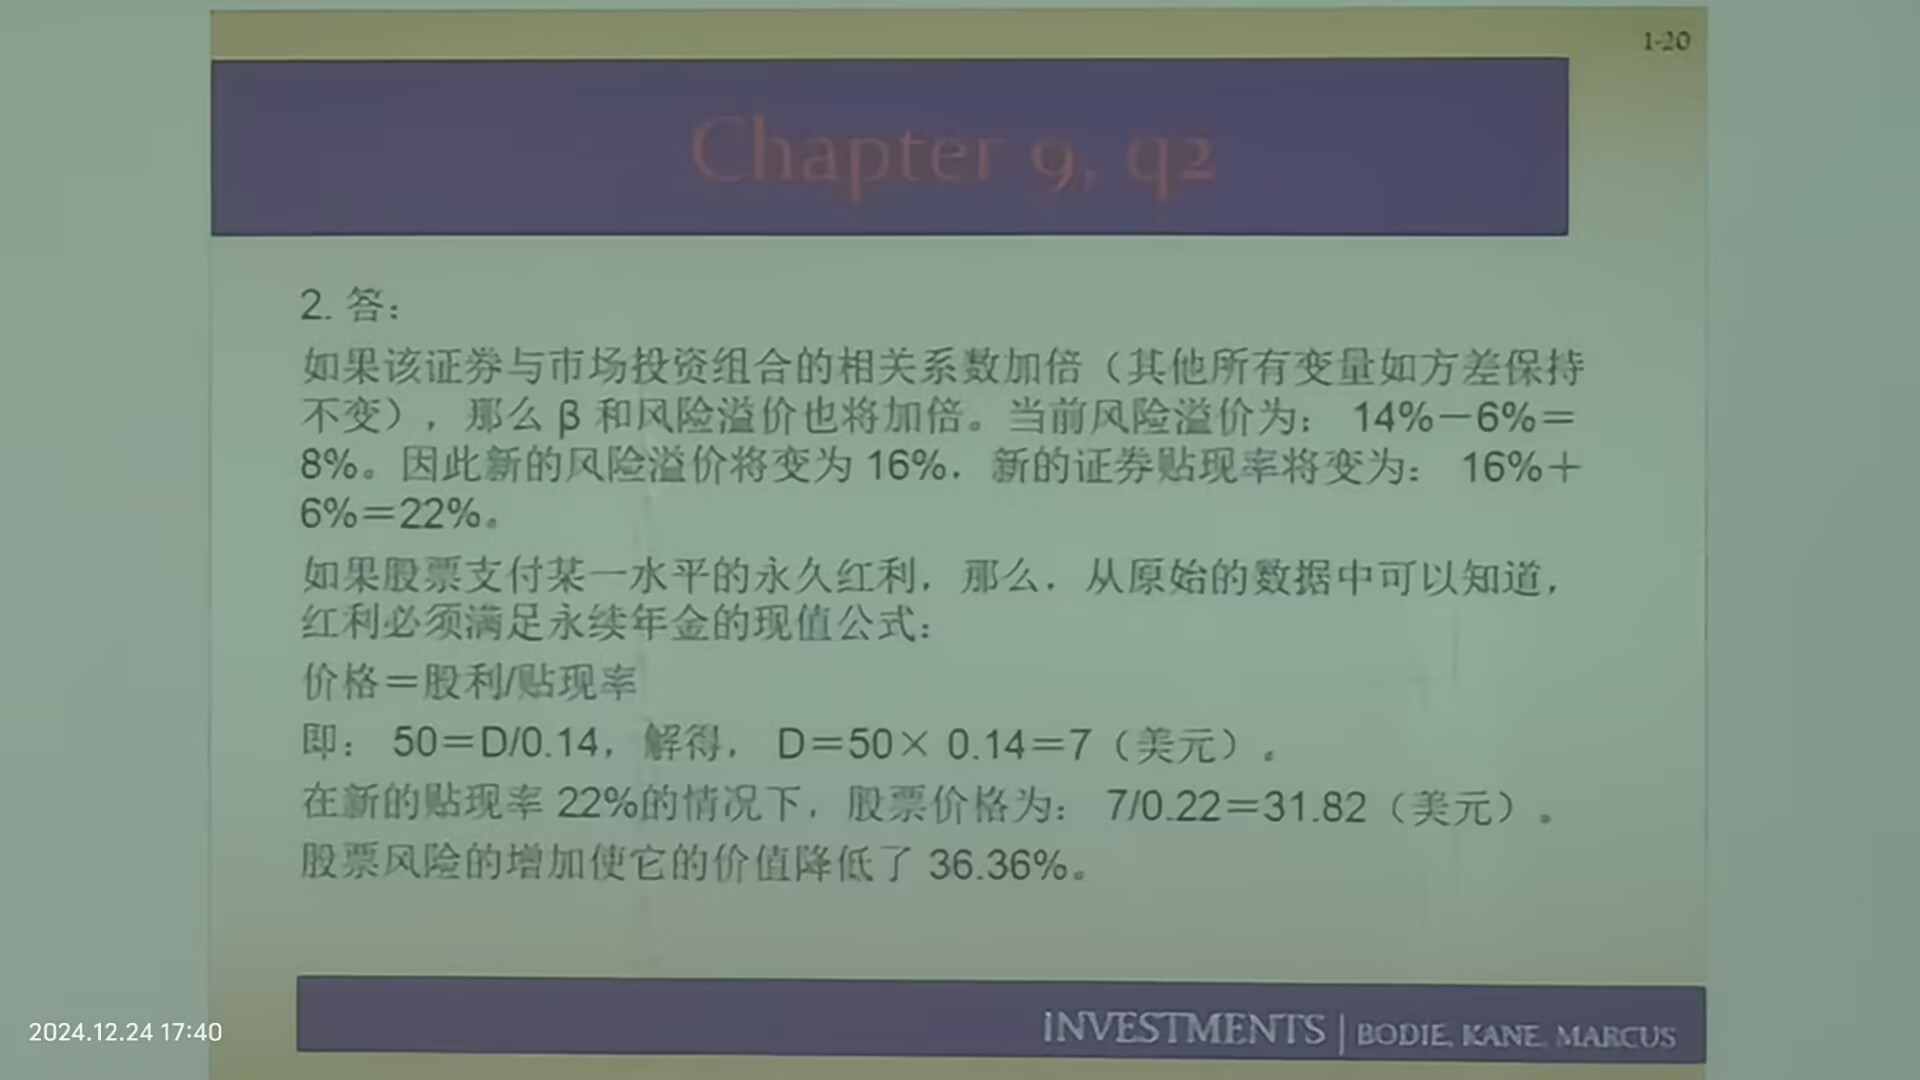 1-20
Chapter 9, q2
2. 答：
如果该证券与市场投资组合的相关系数加倍（其他所有变量如方差保持
不变），那么 β 和风险溢价也将加倍。当前风险溢价为： 14%－6%＝
8%。因此新的风险溢价将变为 16%，新的证券贴现率将变为： 16%＋
6%＝22%。
如果股票支付某一水平的永久红利，那么，从原始的数据中可以知道，
红利必须满足永续年金的现值公式：
价格＝股利/贴现率
即： 50＝D/0.14，解得， D＝50× 0.14＝7（美元）。
在新的贴现率 22%的情况下，股票价格为： 7/0.22＝31.82（美元）。
股票风险的增加使它的价值降低了 36.36%。
INVESTMENTS | BODIE, KANE, MARCUS
2024.12.24 17:40